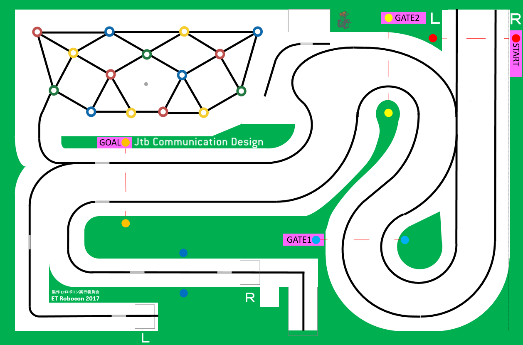 GATE2
L
R
START
GOAL
Jtb Communication Design
GATE1
ET Robocon 2017
R
L